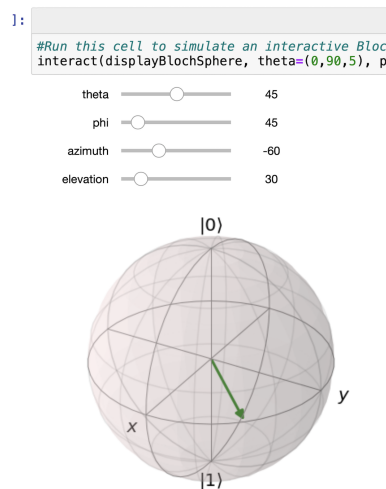 ]:
#Run this cell to simulate an interactive Bloc
interact(displayBlochSphere, theta=(0,90,5), p
theta 45
phi 45
azimuth -60
elevation 30
|0⟩
y
x
|1⟩